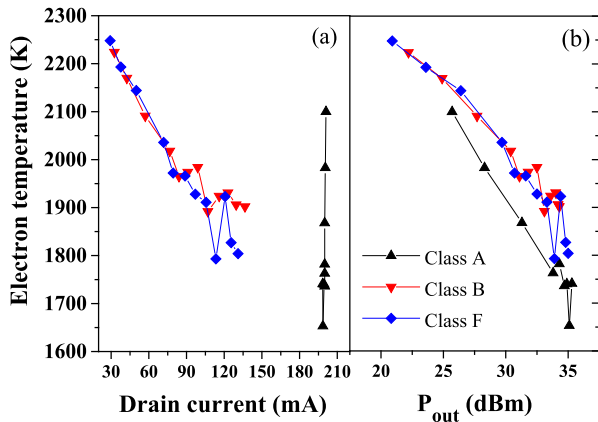 2300
2200
2100
2000
1900
1800
1700
1600
Electron temperature (K)
(a)
(b)
Class A
Class B
Class F
30 60 90 120 150 180 210
20 25 30 35
Drain current (mA)
Pout (dBm)